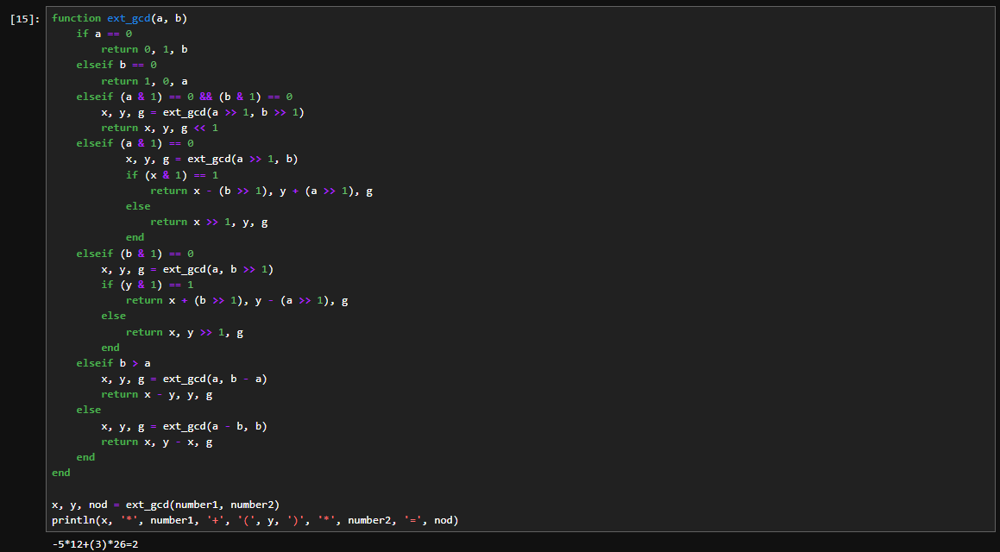 [15]: function ext_gcd(a, b)
    if a == 0
        return 0, 1, b
    elseif b == 0
        return 1, 0, a
    elseif (a & 1) == 0 && (b & 1) == 0
        x, y, g = ext_gcd(a >> 1, b >> 1)
        return x, y, g << 1
    elseif (a & 1) == 0
            x, y, g = ext_gcd(a >> 1, b)
            if (x & 1) == 1
                return x - (b >> 1), y + (a >> 1), g
            else
                return x >> 1, y, g
            end
    elseif (b & 1) == 0
        x, y, g = ext_gcd(a, b >> 1)
        if (y & 1) == 1
            return x + (b >> 1), y - (a >> 1), g
        else
            return x, y >> 1, g
        end
    elseif b > a
        x, y, g = ext_gcd(a, b - a)
        return x - y, y, g
    else
        x, y, g = ext_gcd(a - b, b)
        return x, y - x, g
    end
end

x, y, nod = ext_gcd(number1, number2)
println(x, '*', number1, '+', '(', y, ')', '*', number2, '=', nod)
-5*12+(3)*26=2